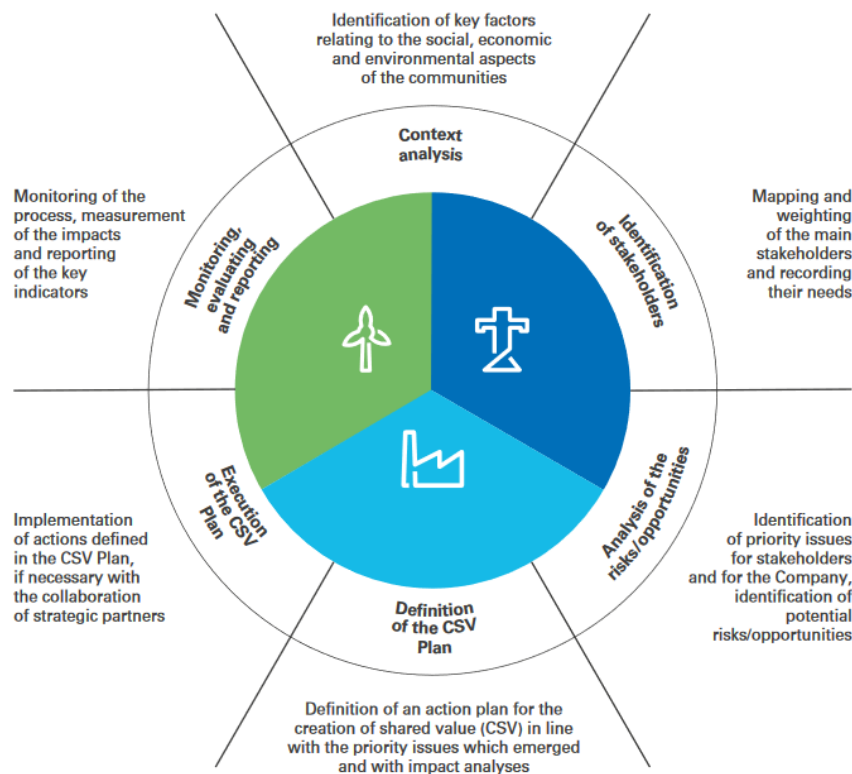 Identification of key factors
relating to the social, economic
and environmental aspects
of the communities
Context
analysis
Mapping and
weighting
of the main
stakeholders
and recording
their needs
Identification
of stakeholders
Identification
of priority issues
for stakeholders
and for the Company,
identification of
potential
risks/opportunities
Analysis of the
risks/opportunities
Definition
of the CSV
Plan
Definition of an action plan for the
creation of shared value (CSV) in line
with the priority issues which emerged
and with impact analyses
Execution
of the CSV
Plan
Implementation
of actions defined
in the CSV Plan,
if necessary with
the collaboration
of strategic partners
Monitoring,
evaluating
and reporting
Monitoring of the
process, measurement
of the impacts
and reporting
of the key
indicators